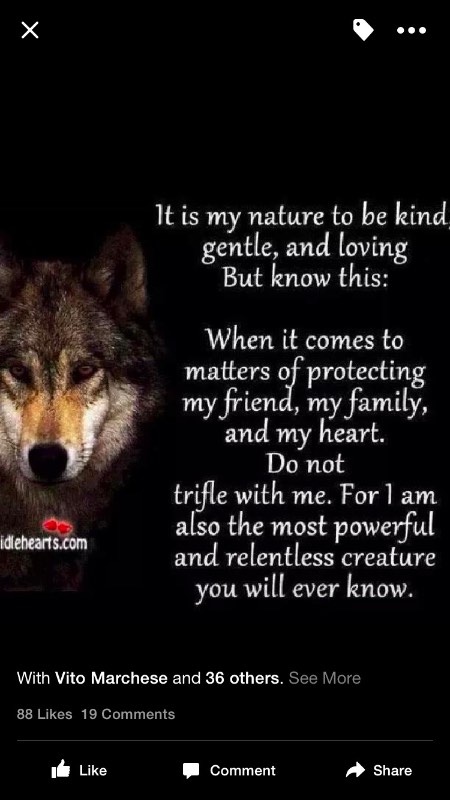 It is my nature to be kind,
gentle, and loving
But know this:
When it comes to
matters of protecting
my friend, my family,
and my heart.
Do not
trifle with me. For I am
also the most powerful
and relentless creature
you will ever know.
idlehearts.com
With Vito Marchese and 36 others. See More
88 Likes 19 Comments
Like Comment Share